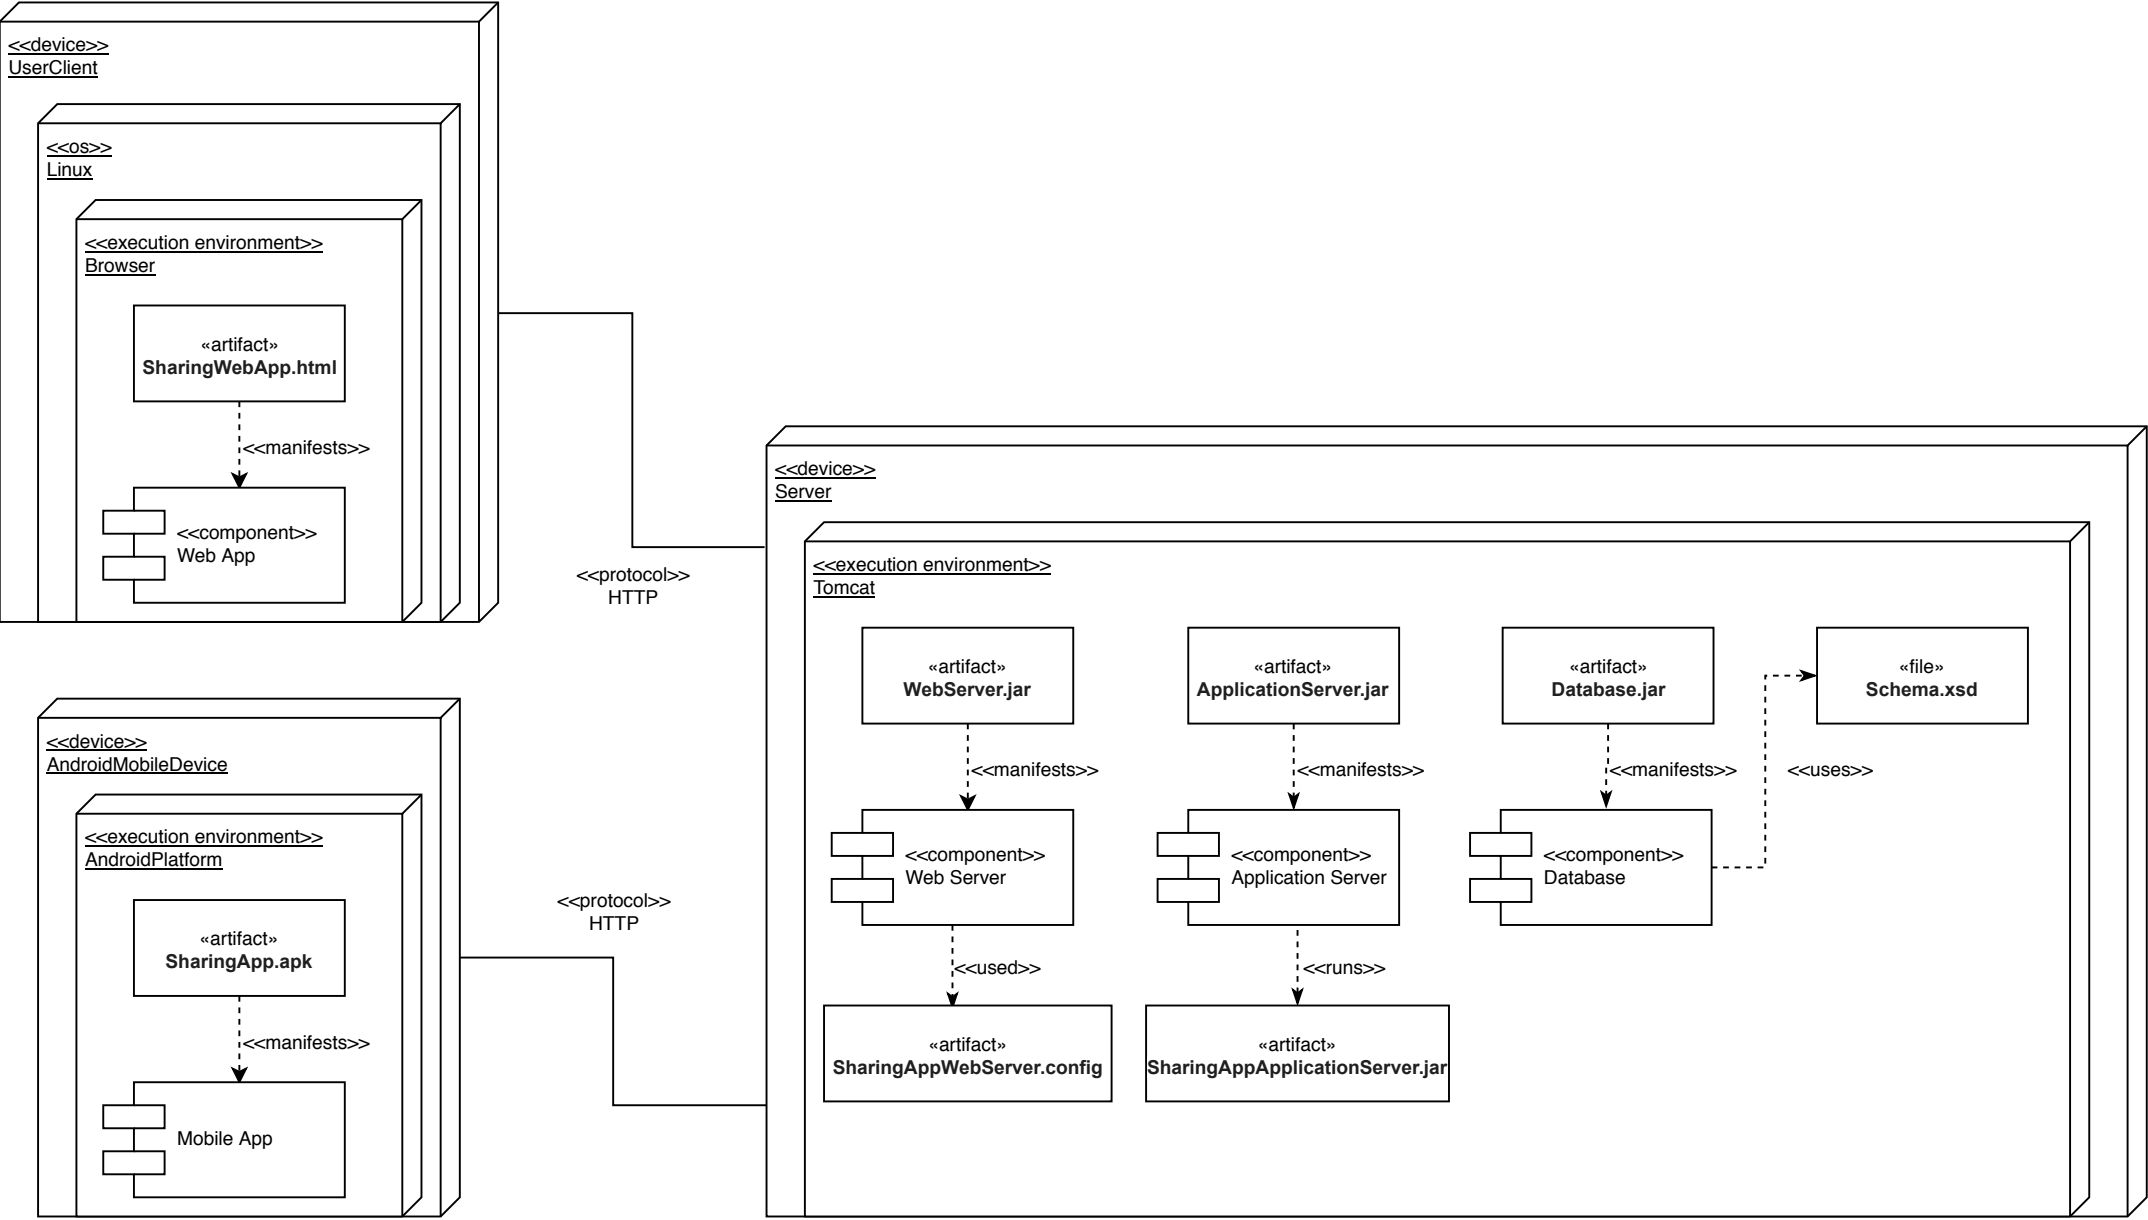 <<device>>
UserClient
<<os>>
Linux
<<execution environment>>
Browser
«artifact»
SharingWebApp.html
<<manifests>>
<<component>>
Web App
<<protocol>>
HTTP
<<device>>
AndroidMobileDevice
<<execution environment>>
AndroidPlatform
«artifact»
SharingApp.apk
<<manifests>>
Mobile App
<<protocol>>
HTTP
<<device>>
Server
<<execution environment>>
Tomcat
«artifact»
WebServer.jar
<<manifests>>
<<component>>
Web Server
<<used>>
«artifact»
SharingAppWebServer.config
«artifact»
ApplicationServer.jar
<<manifests>>
<<component>>
Application Server
<<runs>>
«artifact»
SharingAppApplicationServer.jar
«artifact»
Database.jar
<<manifests>>
<<component>>
Database
<<uses>>
«file»
Schema.xsd